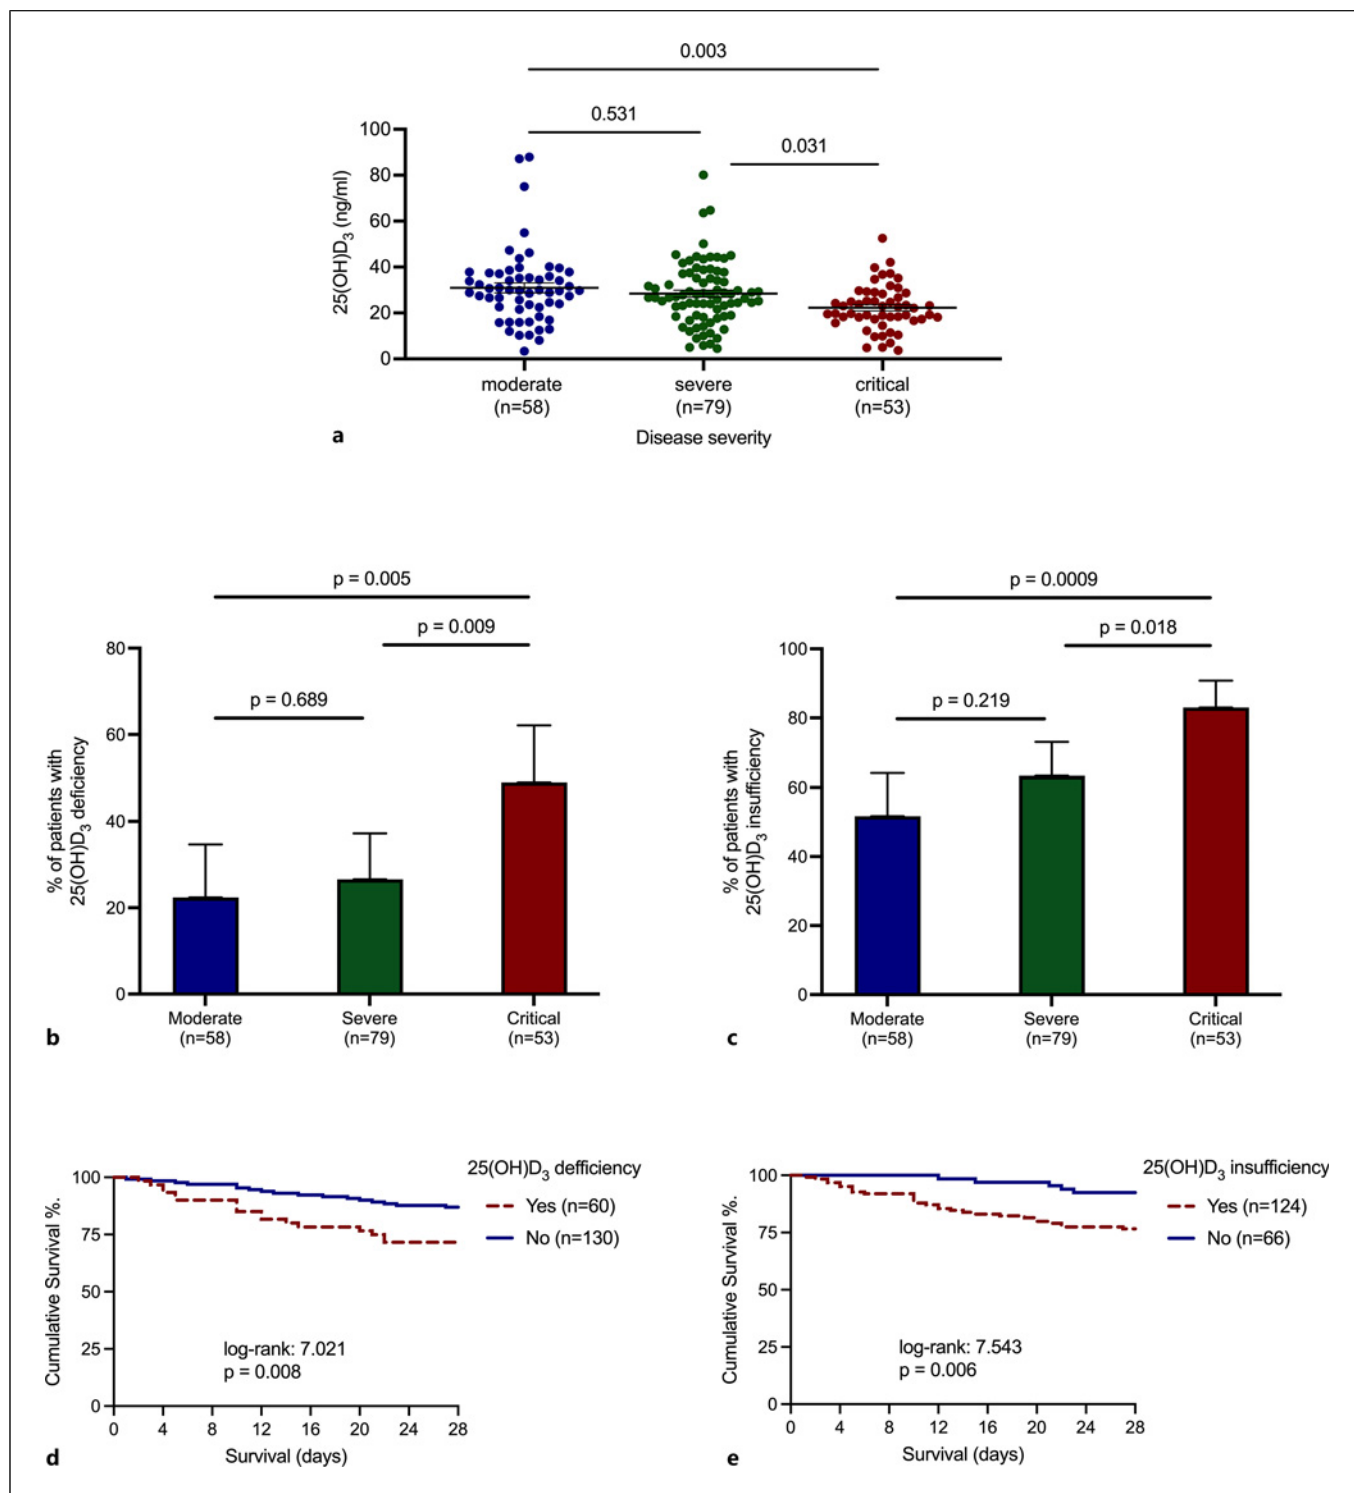 0.003
0.531
0.031
100
80
60
40
20
0
25(OH)D3 (ng/ml)
moderate
(n=58)
severe
(n=79)
critical
(n=53)
Disease severity
a
p = 0.005
p = 0.009
p = 0.689
80
60
40
20
0
% of patients with
25(OH)D3 deficiency
Moderate
(n=58)
Severe
(n=79)
Critical
(n=53)
b
p = 0.0009
p = 0.018
p = 0.219
100
80
60
40
20
0
% of patients with
25(OH)D3 insufficiency
Moderate
(n=58)
Severe
(n=79)
Critical
(n=53)
c
25(OH)D3 defficiency
Yes (n=60)
No (n=130)
100
75
50
25
0
Cumulative Survival %.
log-rank: 7.021
p = 0.008
0 4 8 12 16 20 24 28
Survival (days)
d
25(OH)D3 insufficiency
Yes (n=124)
No (n=66)
100
75
50
25
0
Cumulative Survival %.
log-rank: 7.543
p = 0.006
0 4 8 12 16 20 24 28
Survival (days)
e